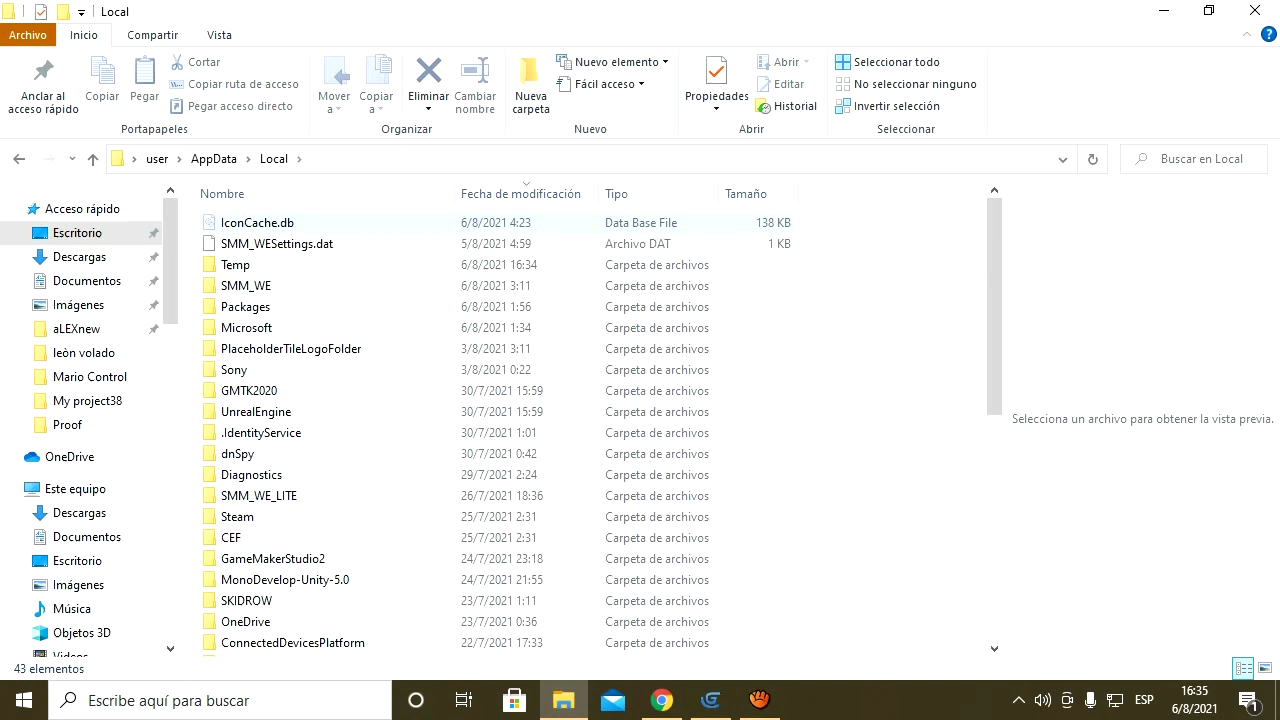 Local
Archivo Inicio Compartir Vista
Anclar al acceso rápido
Copiar
Pegar
Cortar
Copiar ruta de acceso
Pegar acceso directo
Portapapeles
Mover a
Copiar a
Eliminar
Cambiar nombre
Organizar
Nueva carpeta
Nuevo elemento
Fácil acceso
Nuevo
Propiedades
Abrir
Editar
Historial
Abrir
Seleccionar todo
No seleccionar ninguno
Invertir selección
Seleccionar
user > AppData > Local >
Buscar en Local
Acceso rápido
Escritorio
Descargas
Documentos
Imágenes
aLEXnew
leòn volado
Mario Control
My project38
Proof
OneDrive
Este equipo
Descargas
Documentos
Escritorio
Imágenes
Música
Objetos 3D
Videos
Nombre Fecha de modificación Tipo Tamaño
IconCache.db 6/8/2021 4:23 Data Base File 138 KB
SMM_WESettings.dat 5/8/2021 4:59 Archivo DAT 1 KB
Temp 6/8/2021 16:34 Carpeta de archivos
SMM_WE 6/8/2021 3:11 Carpeta de archivos
Packages 6/8/2021 1:56 Carpeta de archivos
Microsoft 6/8/2021 1:34 Carpeta de archivos
PlaceholderTileLogoFolder 3/8/2021 3:11 Carpeta de archivos
Sony 3/8/2021 0:22 Carpeta de archivos
GMTK2020 30/7/2021 15:59 Carpeta de archivos
UnrealEngine 30/7/2021 15:59 Carpeta de archivos
.IdentityService 30/7/2021 1:01 Carpeta de archivos
dnSpy 30/7/2021 0:42 Carpeta de archivos
Diagnostics 29/7/2021 2:24 Carpeta de archivos
SMM_WE_LITE 26/7/2021 18:36 Carpeta de archivos
Steam 25/7/2021 2:31 Carpeta de archivos
CEF 25/7/2021 2:31 Carpeta de archivos
GameMakerStudio2 24/7/2021 23:18 Carpeta de archivos
MonoDevelop-Unity-5.0 24/7/2021 21:55 Carpeta de archivos
SKIDROW 23/7/2021 1:11 Carpeta de archivos
OneDrive 23/7/2021 0:36 Carpeta de archivos
ConnectedDevicesPlatform 22/7/2021 17:33 Carpeta de archivos
Selecciona un archivo para obtener la vista previa.
43 elementos
Escribe aquí para buscar
ESP
16:35
6/8/2021
1